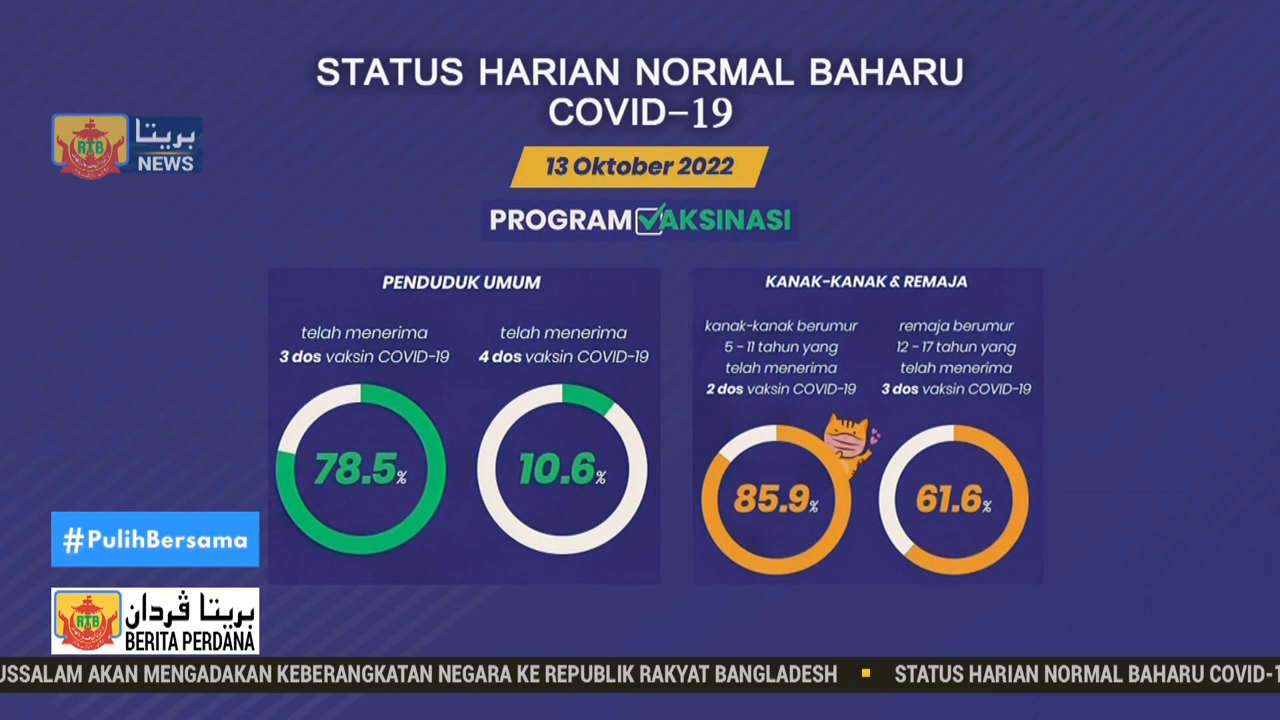 STATUS HARIAN NORMAL BAHARU
COVID-19
13 Oktober 2022
PROGRAM VAKSINASI
RTB
بريتا
NEWS
PENDUDUK UMUM
telah menerima
3 dos vaksin COVID-19
78.5%
telah menerima
4 dos vaksin COVID-19
10.6%
KANAK-KANAK & REMAJA
kanak-kanak berumur
5 - 11 tahun yang
telah menerima
2 dos vaksin COVID-19
85.9%
remaja berumur
12 - 17 tahun yang
telah menerima
3 dos vaksin COVID-19
61.6%
#PulihBersama
RTB
بريتا ڤردان
BERITA PERDANA
USSALAM AKAN MENGADAKAN KEBERANGKATAN NEGARA KE REPUBLIK RAKYAT BANGLADESH ▪ STATUS HARIAN NORMAL BAHARU COVID-1